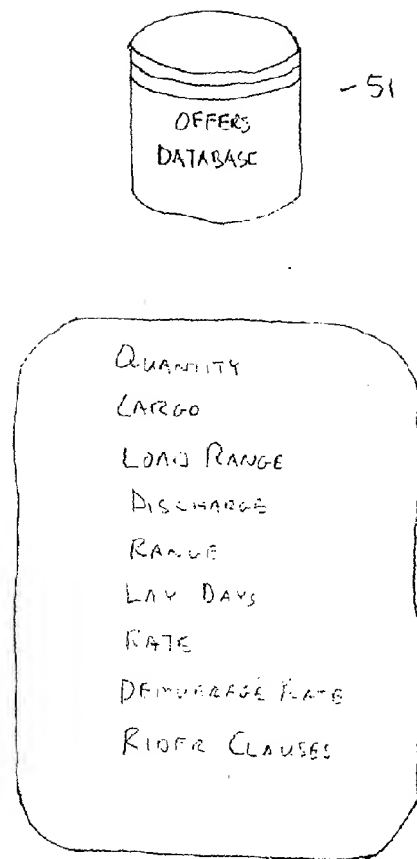 - 51
OFFERS
DATABASE
QUANTITY
CARGO
LOAD RANGE
DISCHARGE
RANGE
LAY DAYS
RATE
DEMURRAGE RATE
RIDER CLAUSES